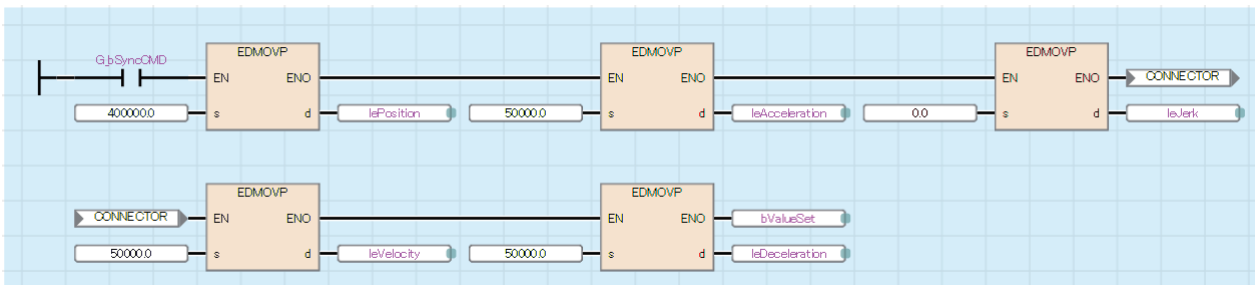 G_bSyncCMD
EDMOVP EDMOVP EDMOVP
EN ENO EN ENO EN ENO CONNECTOR
400000.0 s d lePosition 50000.0 s d leAcceleration 0.0 s d leJerk
EDMOVP EDMOVP
CONNECTOR EN ENO EN ENO bValueSet
50000.0 s d leVelocity 50000.0 s d leDeceleration